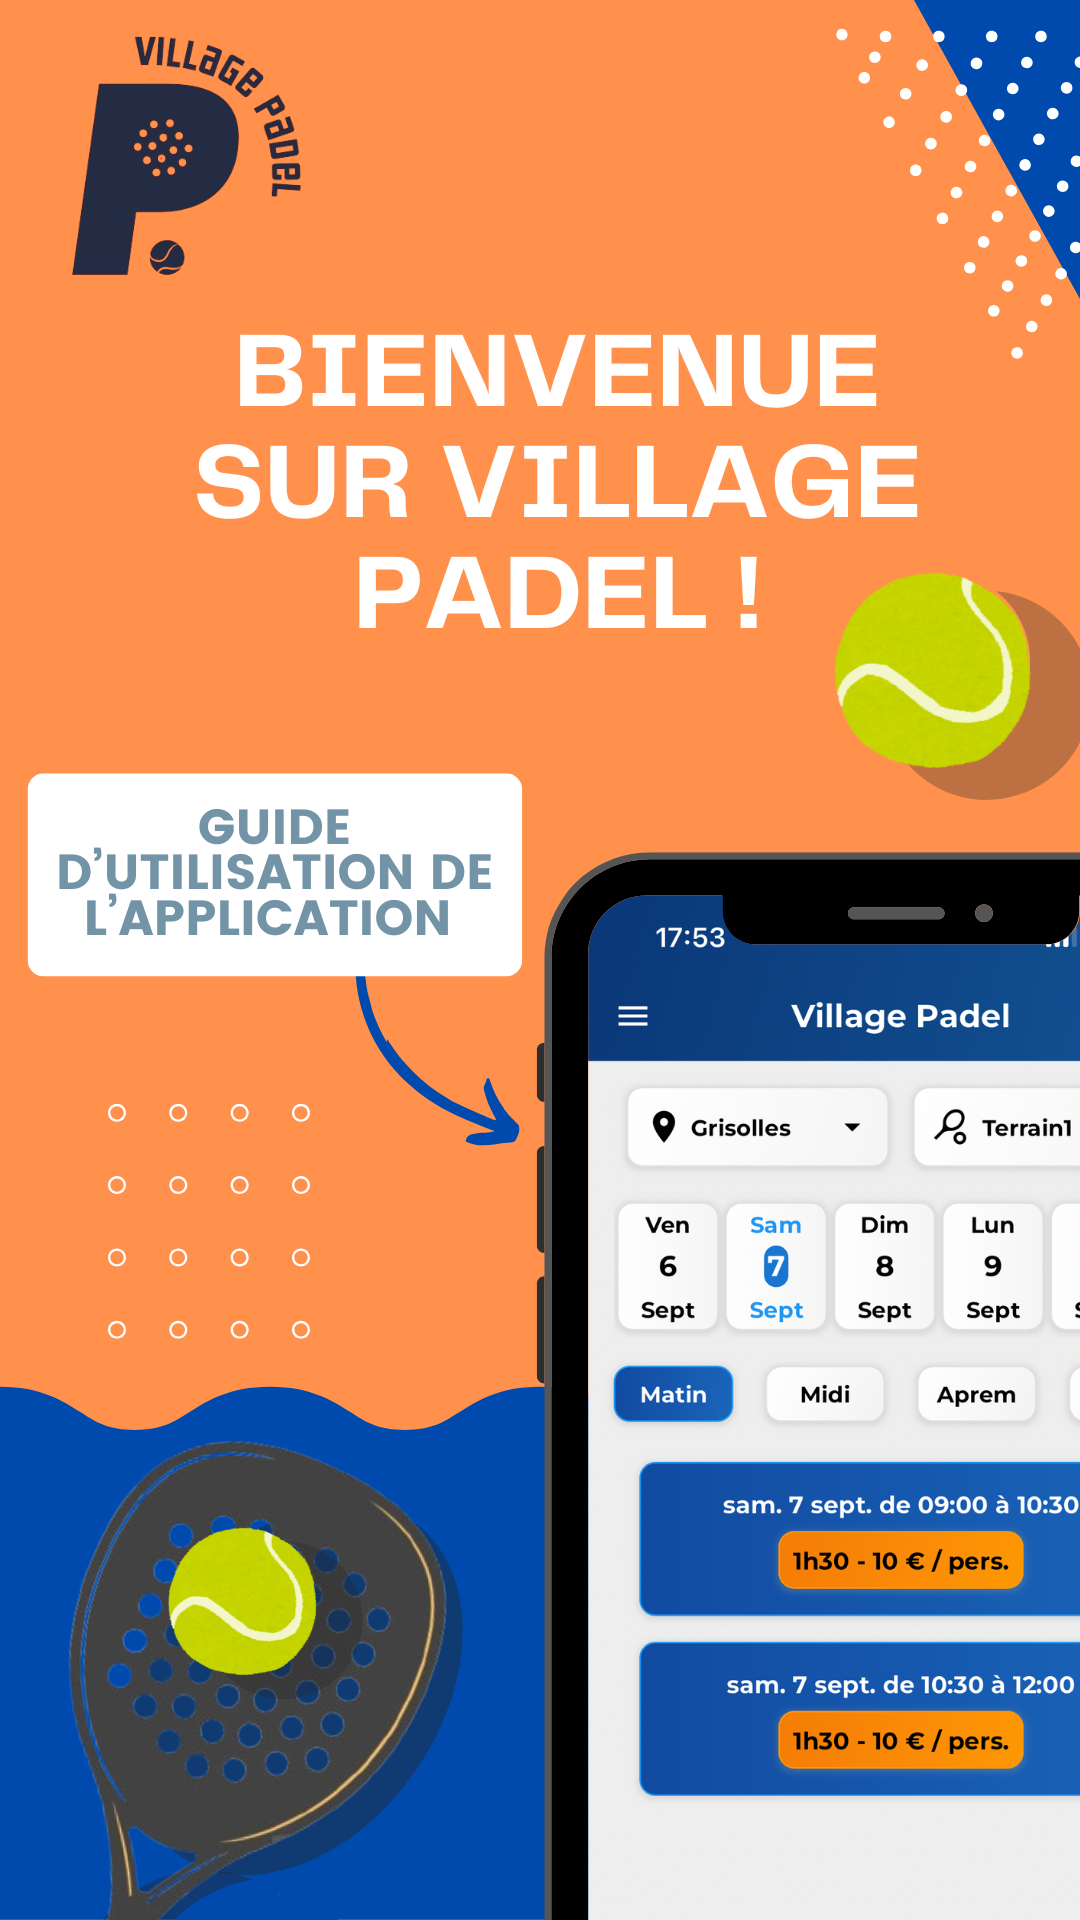 Village Padel
BIENVENUE
SUR VILLAGE
PADEL !
GUIDE
D’UTILISATION DE
L’APPLICATION
17:53
Village Padel
Grisolles
Terrain1
Ven
6
Sept
Sam
7
Sept
Dim
8
Sept
Lun
9
Sept
Matin
Midi
Aprem
sam. 7 sept. de 09:00 à 10:30
1h30 - 10 € / pers.
sam. 7 sept. de 10:30 à 12:00
1h30 - 10 € / pers.